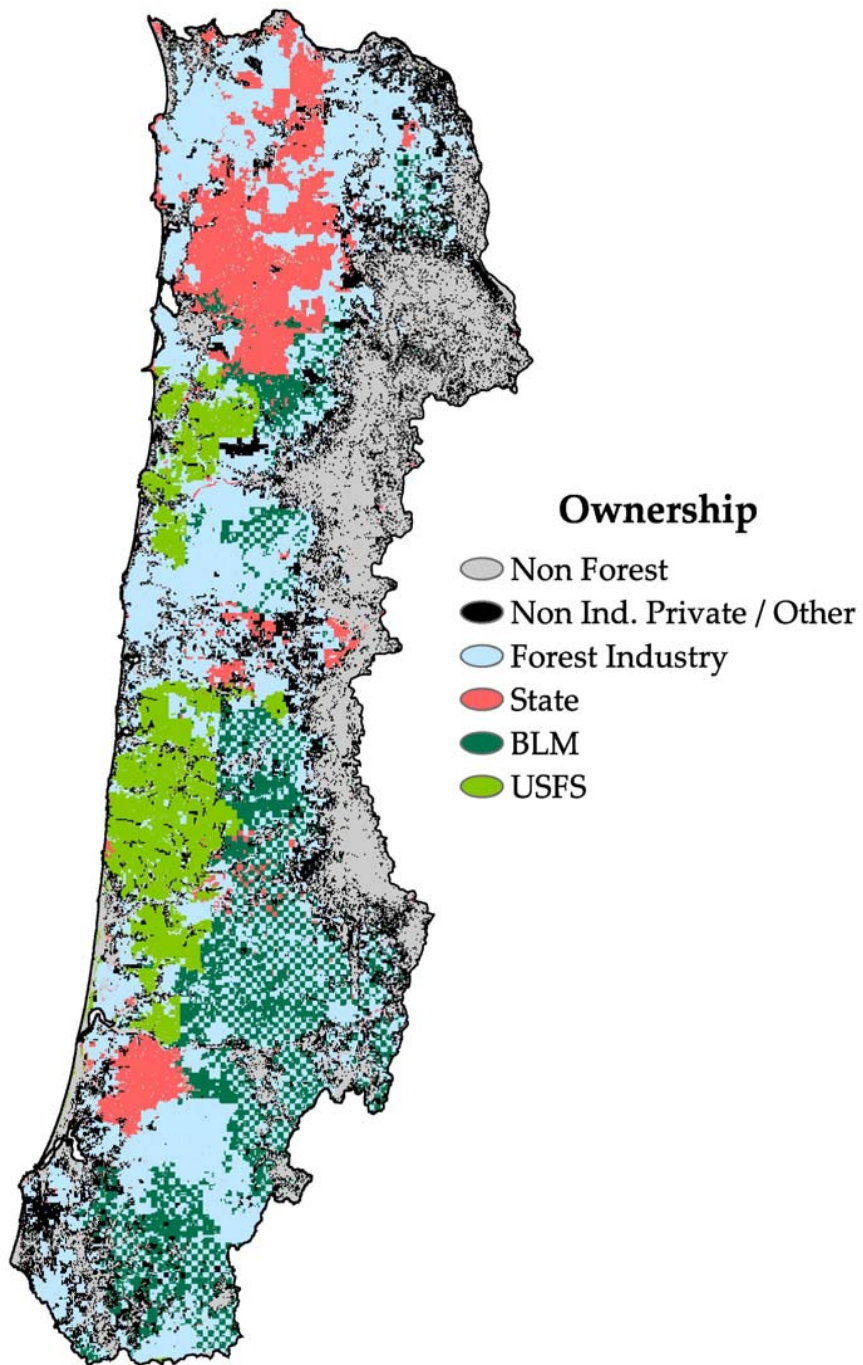 Ownership
Non Forest
Non Ind. Private / Other
Forest Industry
State
BLM
USFS